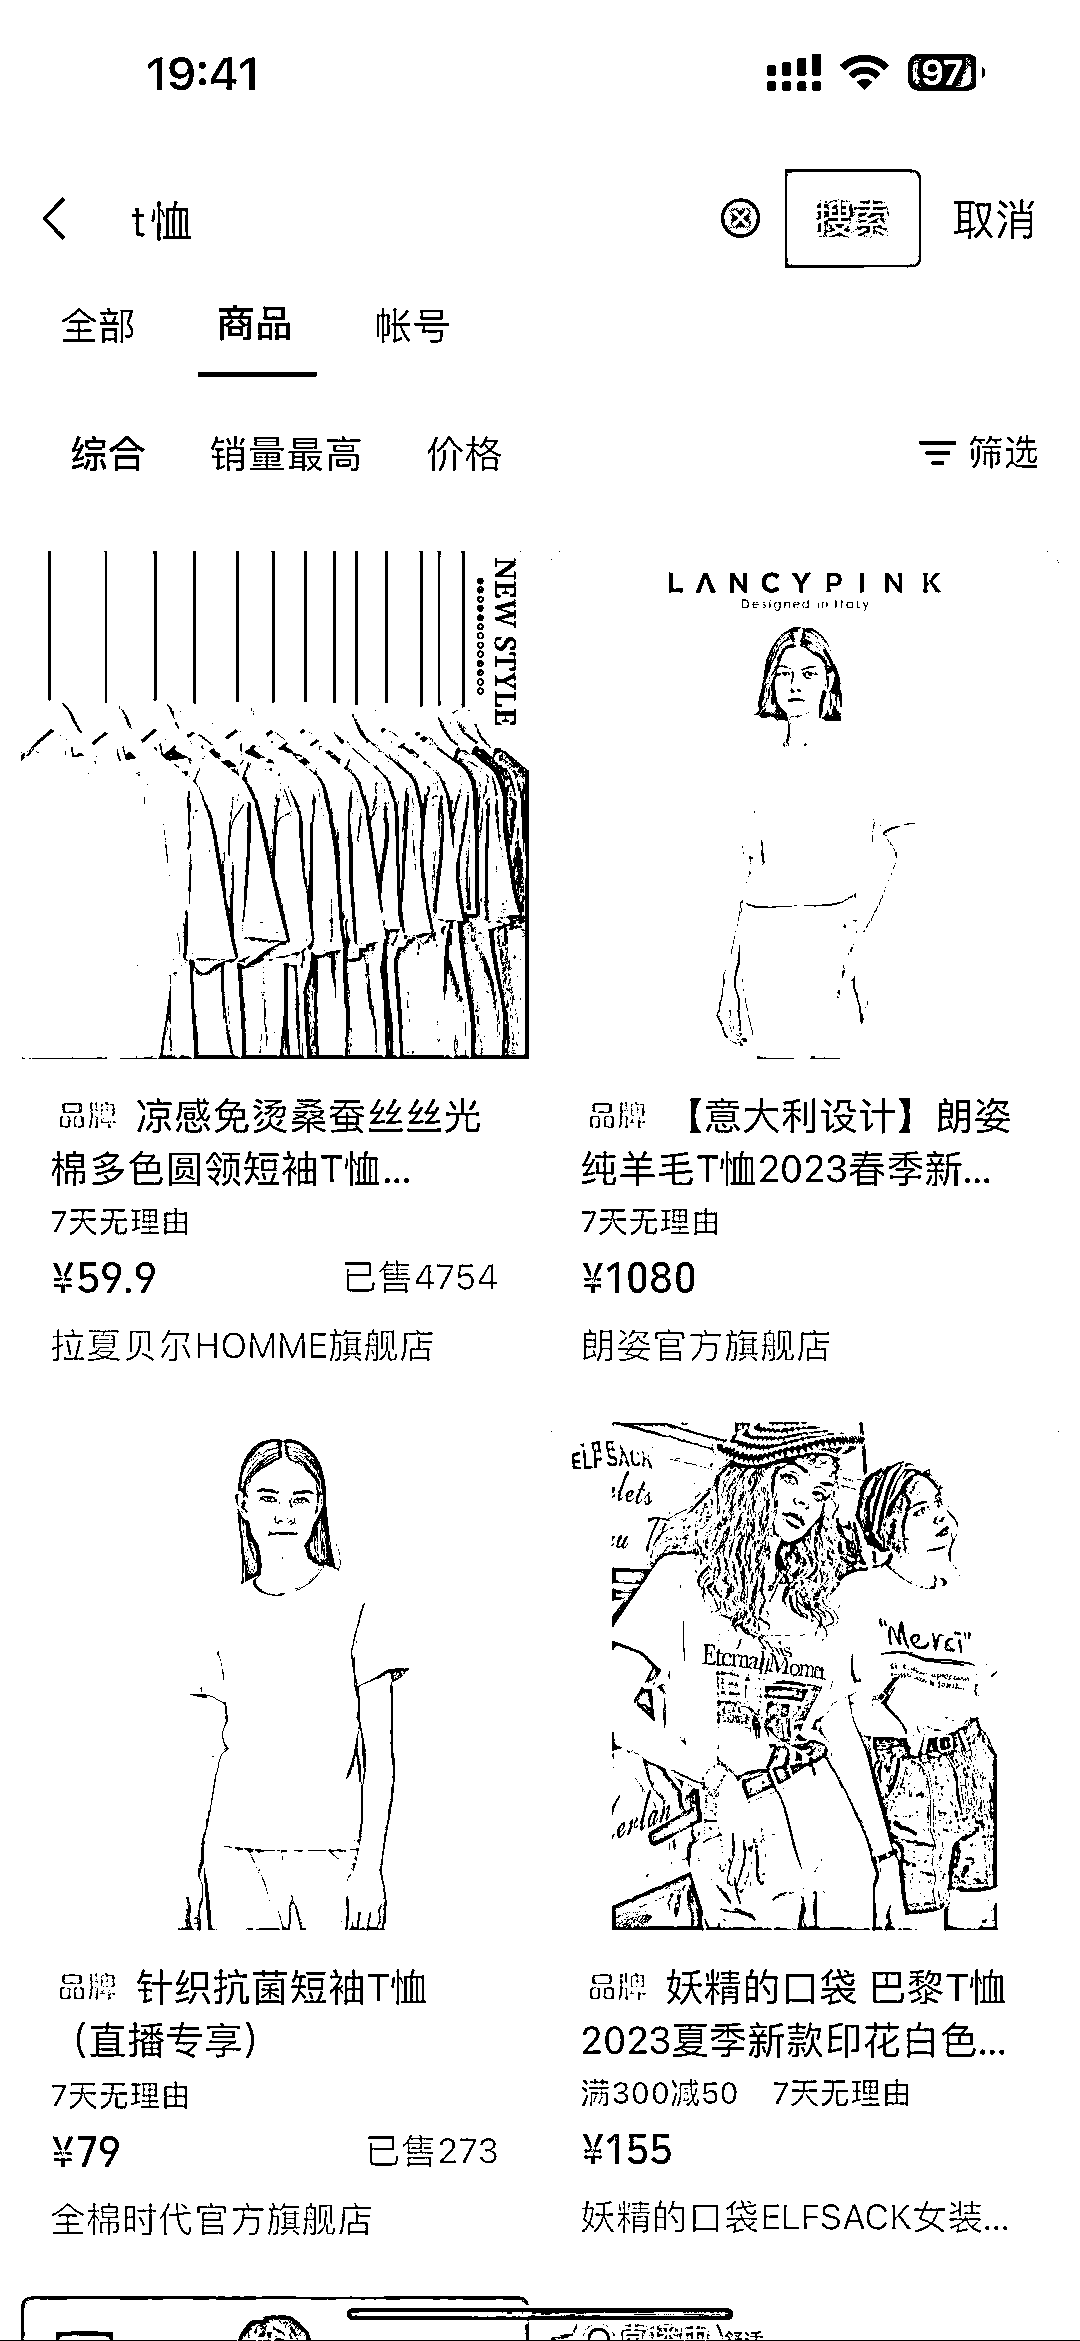 19:41
97
t恤
搜索
取消
全部
商品
帐号
综合
销量最高
价格
筛选
NEW STYLE
LANCYPINK
Designed in Italy
品牌 凉感免烫桑蚕丝丝光
棉多色圆领短袖T恤...
7天无理由
¥59.9
已售4754
拉夏贝尔HOMME旗舰店
品牌 【意大利设计】朗姿
纯羊毛T恤2023春季新...
7天无理由
¥1080
朗姿官方旗舰店
ELFSACK
"Merci"
品牌 针织抗菌短袖T恤
（直播专享）
7天无理由
¥79
已售273
全棉时代官方旗舰店
品牌 妖精的口袋 巴黎T恤
2023夏季新款印花白色...
满300减50 7天无理由
¥155
妖精的口袋ELFSACK女装...